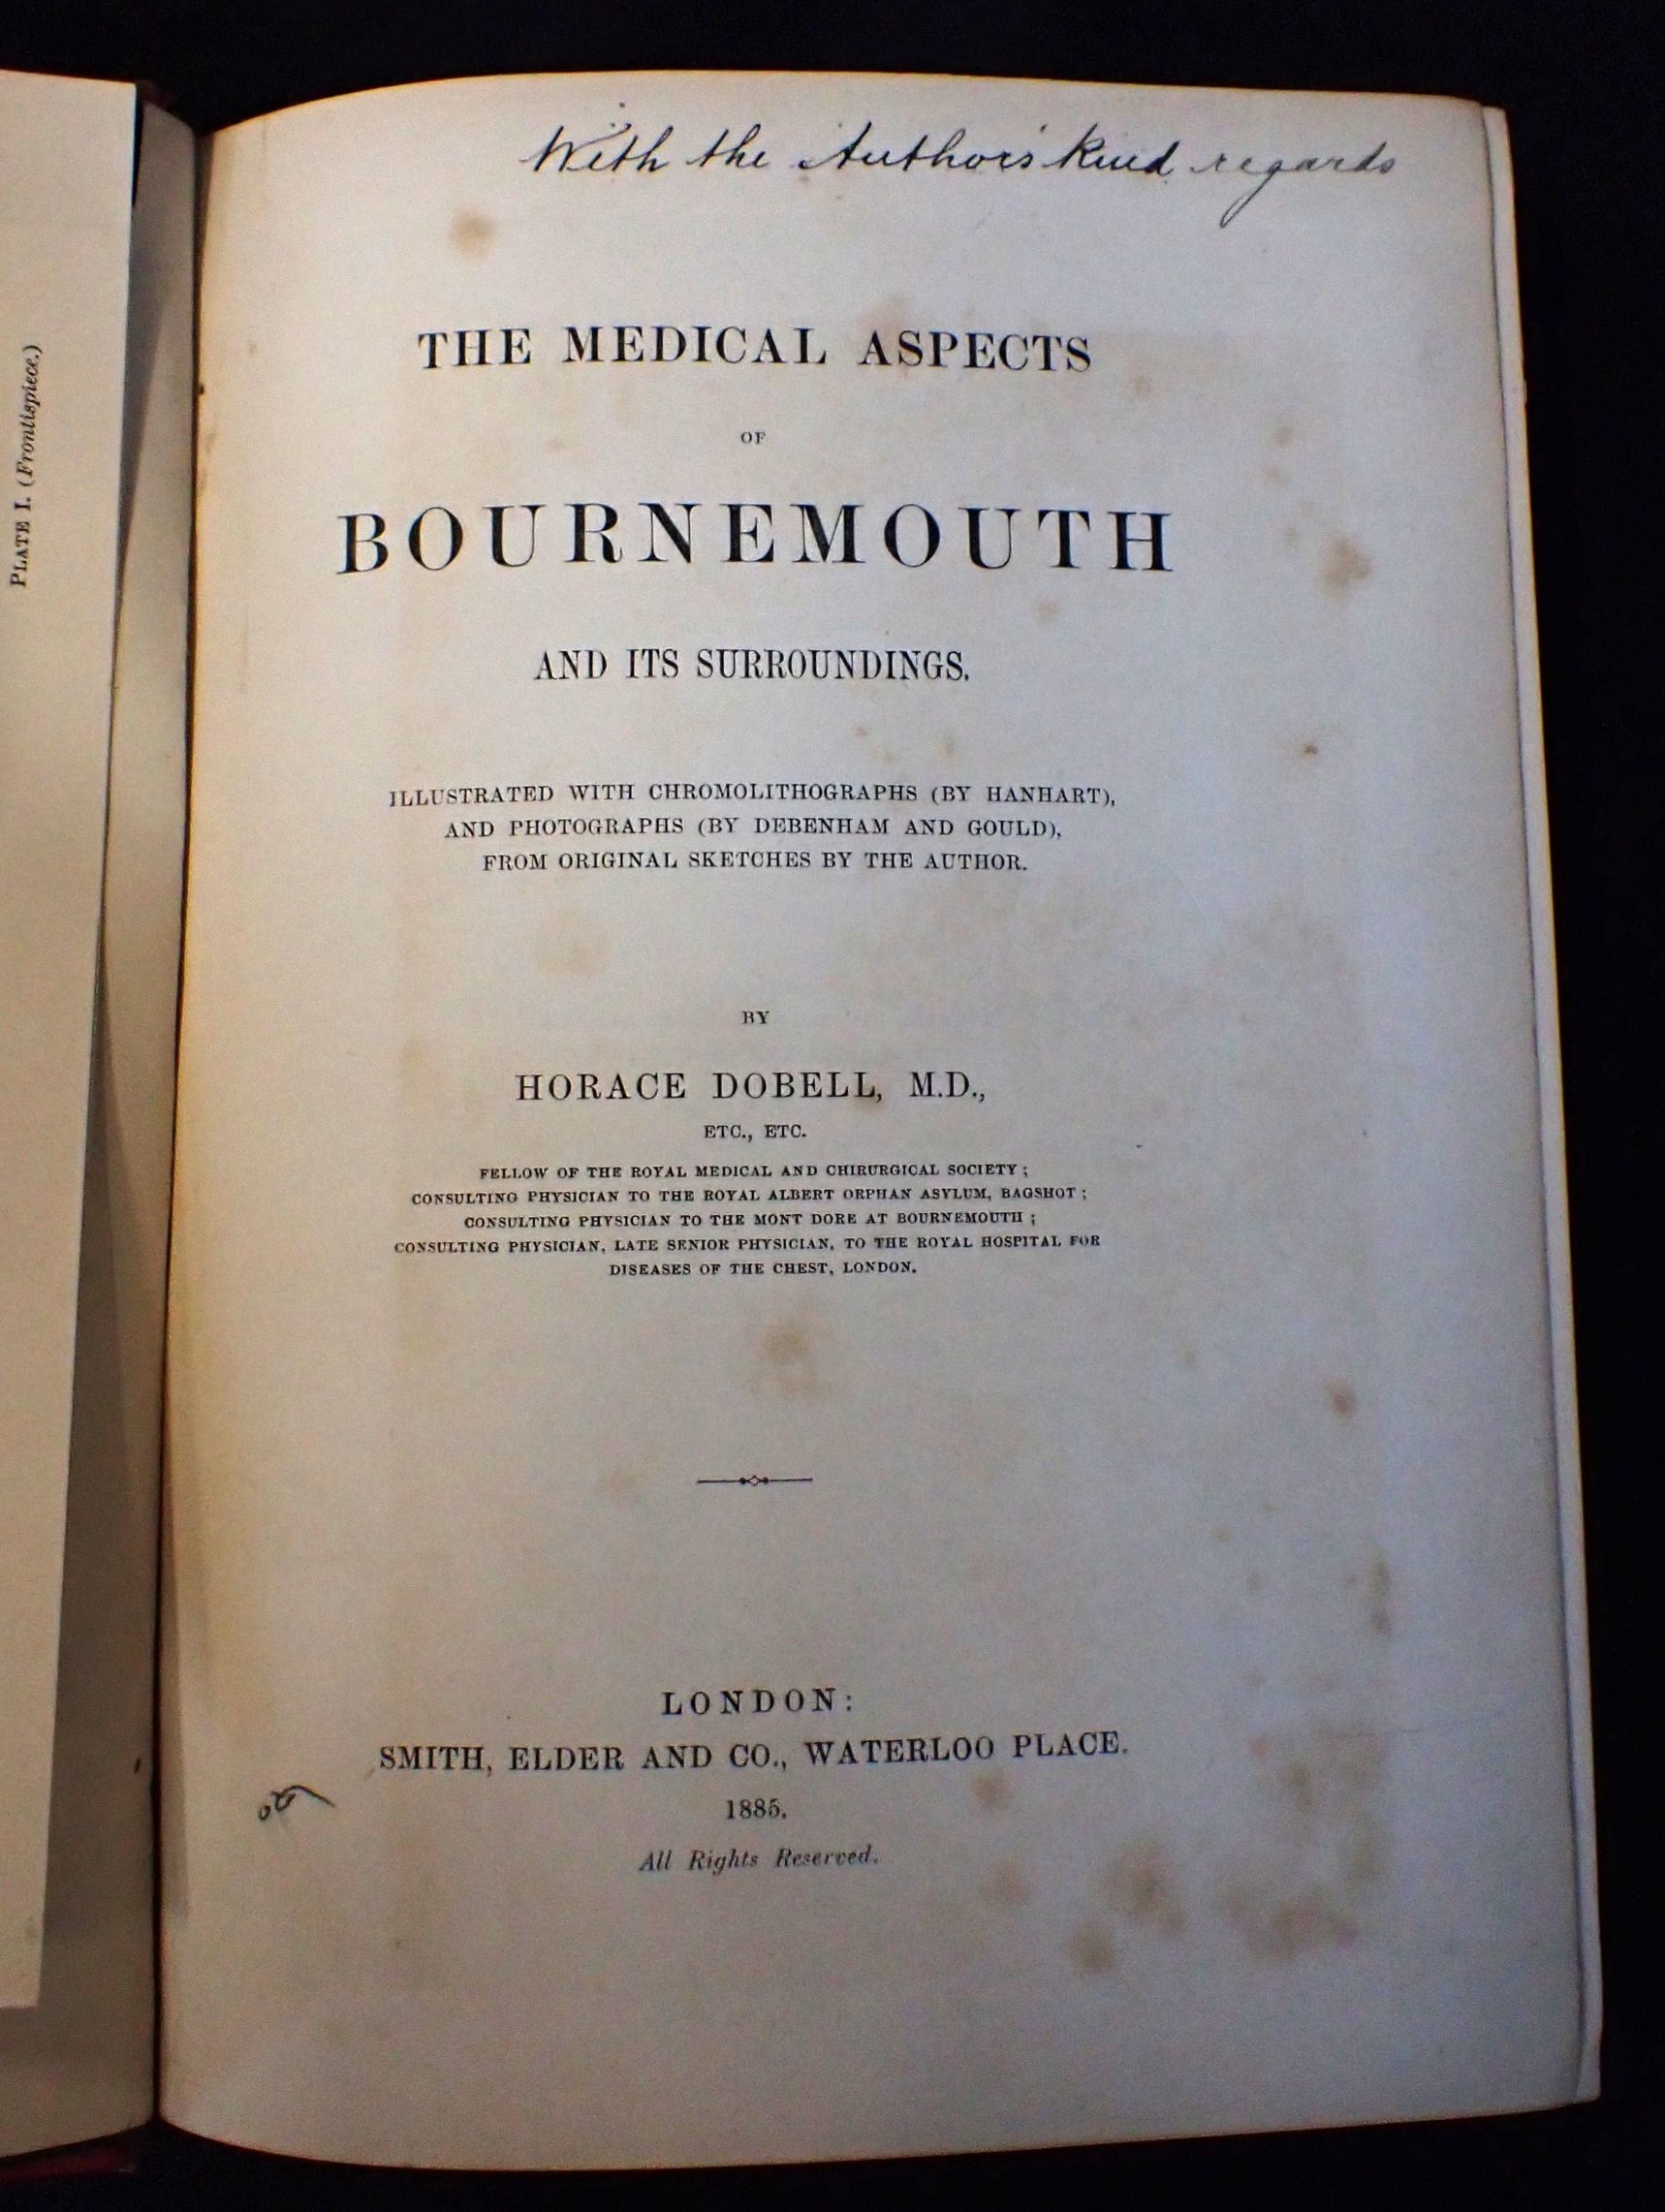 With the Author's kind regards
THE MEDICAL ASPECTS
OF
BOURNEMOUTH
AND ITS SURROUNDINGS.
ILLUSTRATED WITH CHROMOLITHOGRAPHS (BY HANHART),
AND PHOTOGRAPHS (BY DEBENHAM AND GOULD),
FROM ORIGINAL SKETCHES BY THE AUTHOR.
BY
HORACE DOBELL, M.D.,
ETC., ETC.
FELLOW OF THE ROYAL MEDICAL AND CHIRURGICAL SOCIETY;
CONSULTING PHYSICIAN TO THE ROYAL ALBERT ORPHAN ASYLUM, BAGSHOT;
CONSULTING PHYSICIAN TO THE MONT DORE AT BOURNEMOUTH;
CONSULTING PHYSICIAN, LATE SENIOR PHYSICIAN, TO THE ROYAL HOSPITAL FOR
DISEASES OF THE CHEST, LONDON.
LONDON:
SMITH, ELDER AND CO., WATERLOO PLACE.
1885.
All Rights Reserved.
PLATE I. (Frontispiece.)